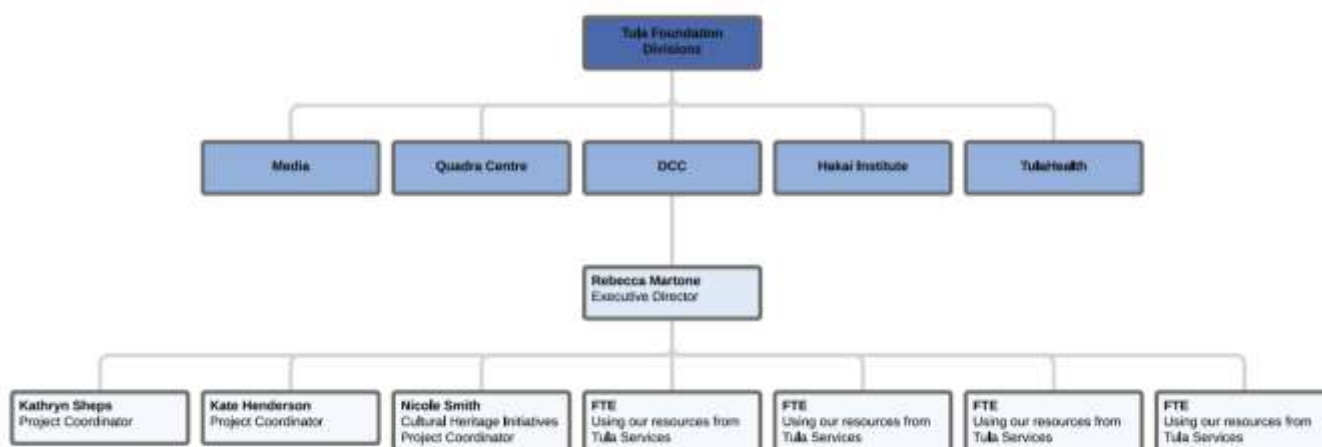 Tula Foundation
Divisions
Media
Quadra Centre
DCC
Hakai Institute
TulaHealth
Rebecca Martone
Executive Director
Kathryn Sheps
Project Coordinator
Kate Henderson
Project Coordinator
Nicole Smith
Cultural Heritage Initiatives
Project Coordinator
FTE
Using our resources from
Tula Services
FTE
Using our resources from
Tula Services
FTE
Using our resources from
Tula Services
FTE
Using our resources from
Tula Services